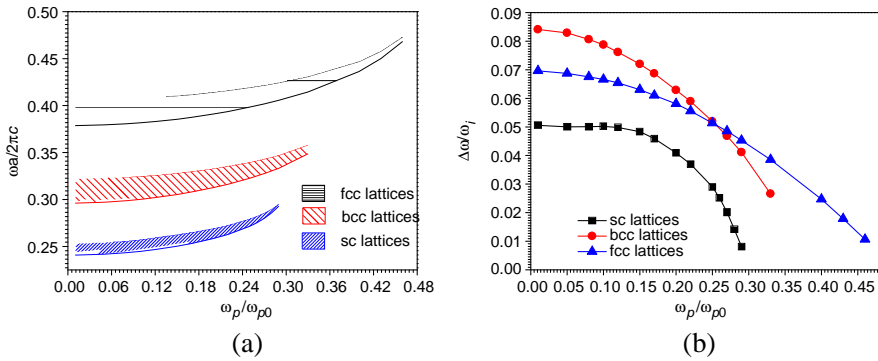 0.50
0.45
0.40
0.35
0.30
0.25
ωa/2πc
0.00 0.06 0.12 0.18 0.24 0.30 0.36 0.42 0.48
ωp/ωp0
fcc lattices
bcc lattices
sc lattices
(a)
0.09
0.08
0.07
0.06
0.05
0.04
0.03
0.02
0.01
0.00
Δω/ωi
0.00 0.05 0.10 0.15 0.20 0.25 0.30 0.35 0.40 0.45
ωp/ωp0
sc lattices
bcc lattices
fcc lattices
(b)